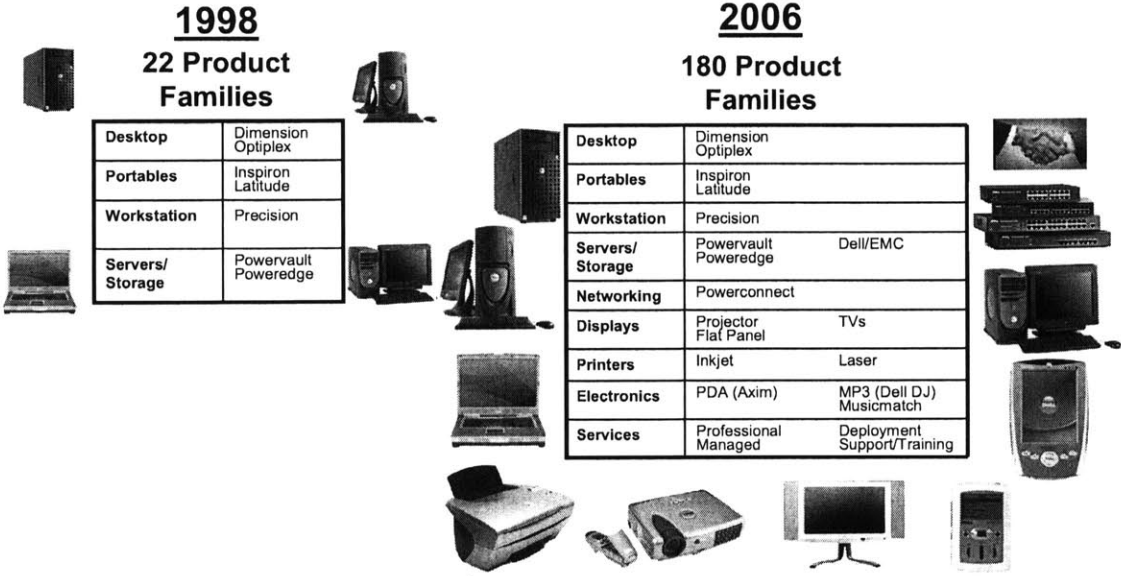 1998
22 Product
Families
Desktop Dimension
Optiplex
Portables Inspiron
Latitude
Workstation Precision
Servers/ Powervault
Storage Poweredge
2006
180 Product
Families
Desktop Dimension
Optiplex
Portables Inspiron
Latitude
Workstation Precision
Servers/ Powervault Dell/EMC
Storage Poweredge
Networking Powerconnect
Displays Projector TVs
Flat Panel
Printers Inkjet Laser
Electronics PDA (Axim) MP3 (Dell DJ)
Musicmatch
Services Professional Deployment
Managed Support/Training